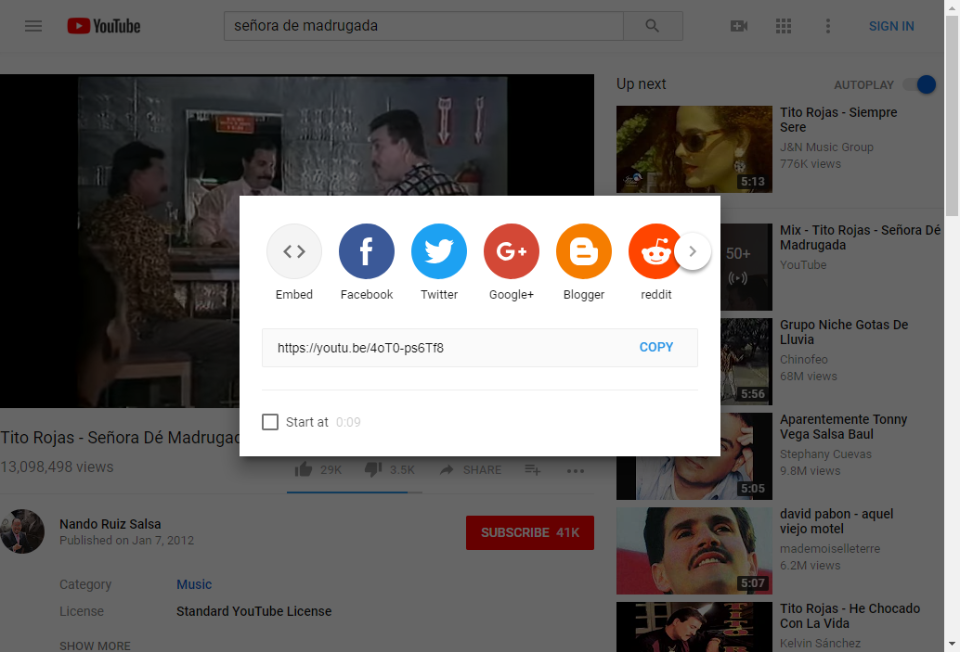 YouTube
señora de madrugada
SIGN IN
Up next
AUTOPLAY
Tito Rojas - Siempre
Sere
J&N Music Group
776K views
5:13
Mix - Tito Rojas - Señora Dé
Madrugada
YouTube
50+
Embed
Facebook
Twitter
Google+
Blogger
reddit
https://youtu.be/4oT0-ps6Tf8
COPY
Start at 0:09
Grupo Niche Gotas De
Lluvia
Chinofeo
68M views
5:56
Tito Rojas - Señora Dé Madrugad
13,098,498 views
29K
3.5K
SHARE
Aparentemente Tonny
Vega Salsa Baul
Stephany Cuevas
9.8M views
5:05
Nando Ruiz Salsa
Published on Jan 7, 2012
SUBSCRIBE 41K
david pabon - aquel
viejo motel
mademoiselleterre
6.2M views
5:07
Category
Music
License
Standard YouTube License
SHOW MORE
Tito Rojas - He Chocado
Con La Vida
Kelvin Sánchez